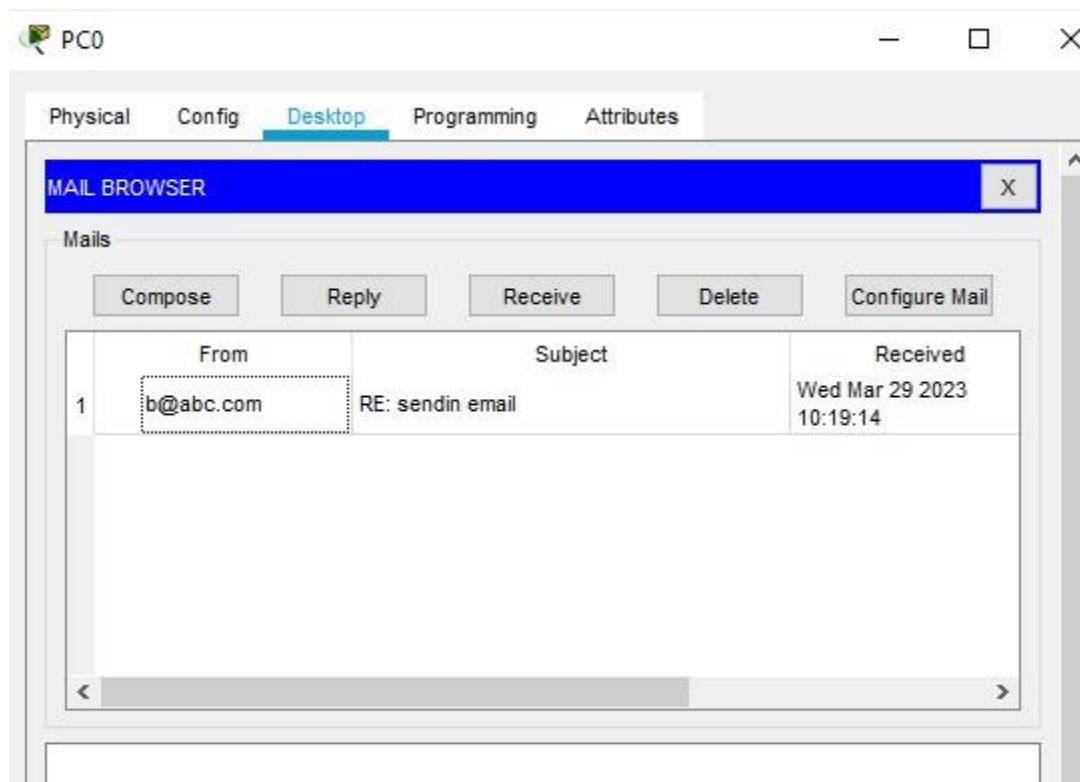 PC0
Physical Config Desktop Programming Attributes
MAIL BROWSER X
Mails
Compose Reply Receive Delete Configure Mail
From Subject Received
1 b@abc.com RE: sendin email Wed Mar 29 2023
10:19:14